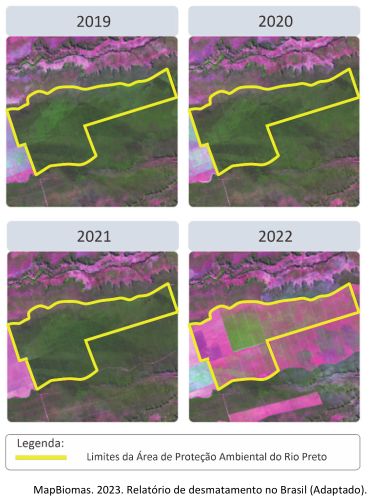 2019
2020
2021
2022
Legenda:
Limites da Área de Proteção Ambiental do Rio Preto
MapBiomas. 2023. Relatório de desmatamento no Brasil (Adaptado).